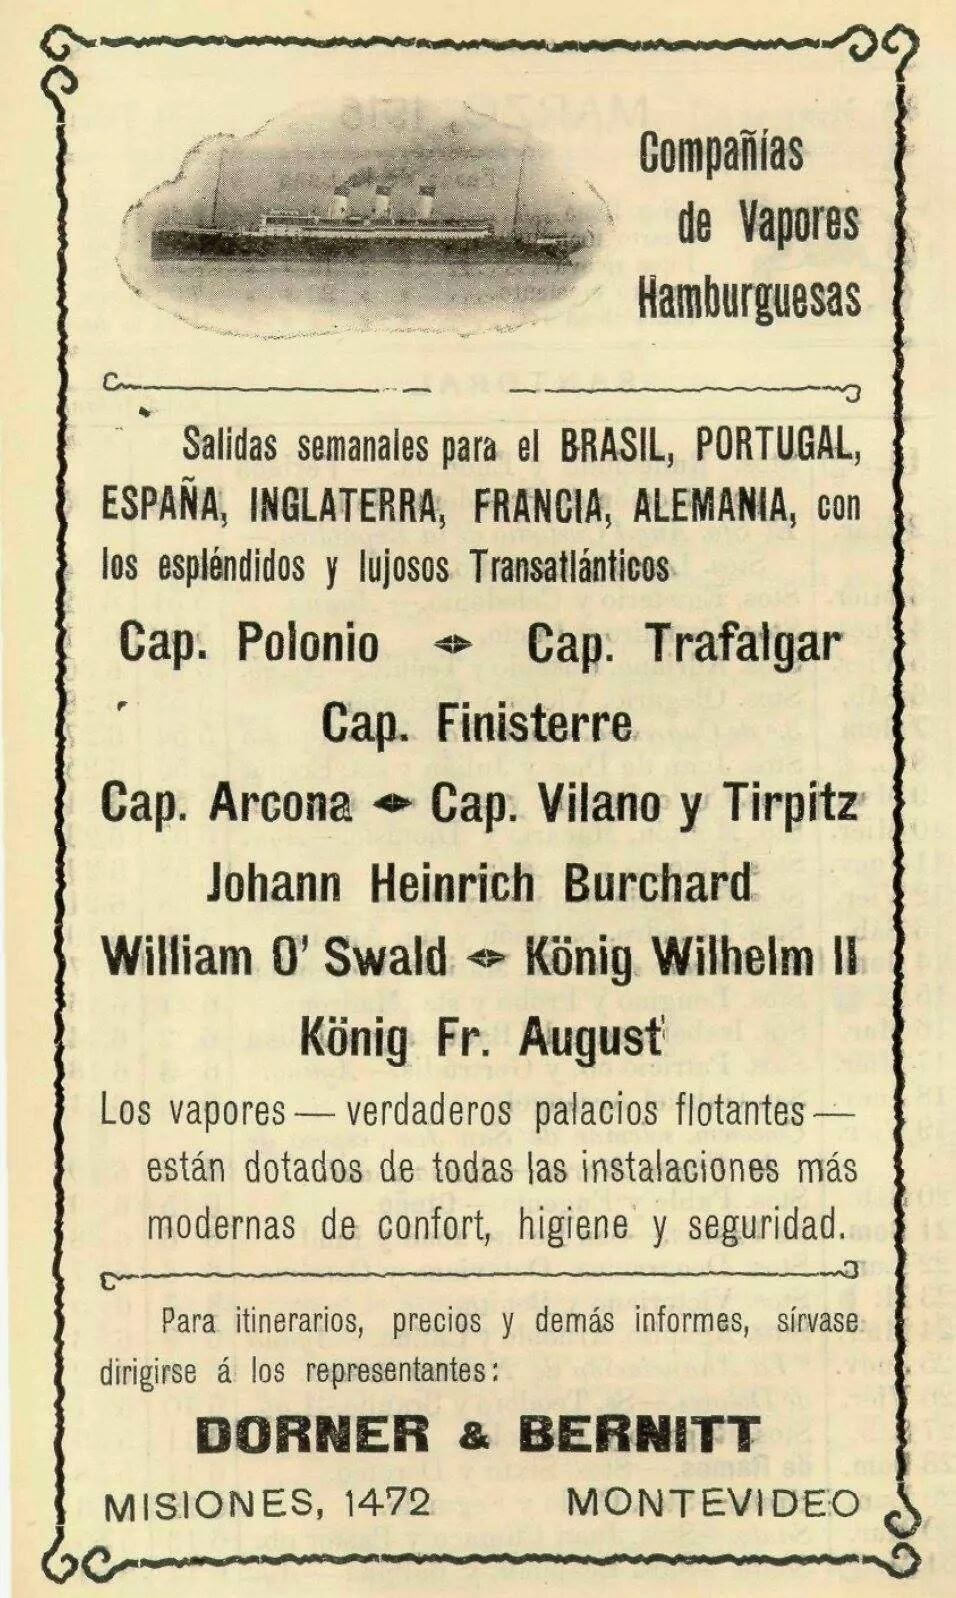 Compañías
de Vapores
Hamburguesas
Salidas semanales para el BRASIL, PORTUGAL,
ESPAÑA, INGLATERRA, FRANCIA, ALEMANIA, con
los espléndidos y lujosos Transatlánticos
Cap. Polonio Cap. Trafalgar
Cap. Finisterre
Cap. Arcona Cap. Vilano y Tirpitz
Johann Heinrich Burchard
William O' Swald König Wilhelm II
König Fr. August
Los vapores — verdaderos palacios flotantes —
están dotados de todas las instalaciones más
modernas de confort, higiene y seguridad.
Para itinerarios, precios y demás informes, sírvase
dirigirse á los representantes:
DORNER & BERNITT
MISIONES, 1472 MONTEVIDEO